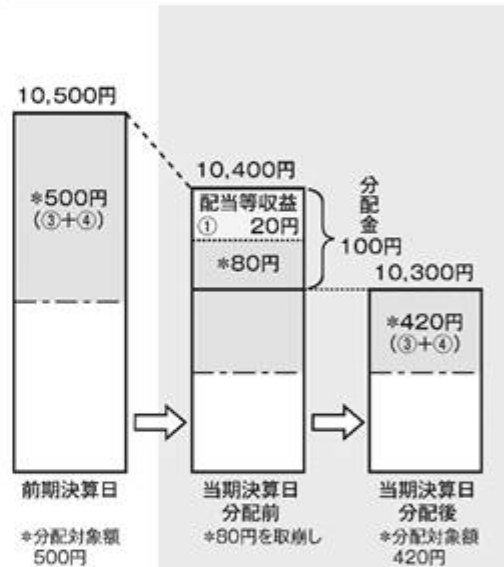 10,500円
*500円
(③+④)
10,400円
配当等収益
① 20円
*80円
分配金
100円
10,300円
*420円
(③+④)
前期決算日
*分配対象額
500円
当期決算日
分配前
*80円を取崩し
当期決算日
分配後
*分配対象額
420円